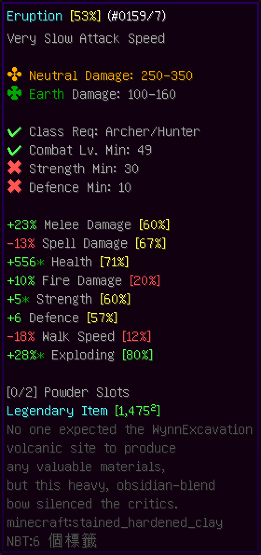 Eruption [53%] (#0159/7)
Very Slow Attack Speed
✤ Neutral Damage: 250-350
✤ Earth Damage: 100-160
✔ Class Req: Archer/Hunter
✔ Combat Lv. Min: 49
✖ Strength Min: 30
✖ Defence Min: 10
+23% Melee Damage [60%]
-13% Spell Damage [67%]
+556* Health [71%]
+10% Fire Damage [20%]
+5* Strength [60%]
+6 Defence [57%]
-18% Walk Speed [12%]
+28%* Exploding [80%]
[0/2] Powder Slots
Legendary Item [1,475²]
No one expected the WynnExcavation
volcanic site to produce
any valuable materials,
but this heavy, obsidian-blend
bow silenced the critics.
minecraft:stained_hardened_clay
NBT:6 個標籤